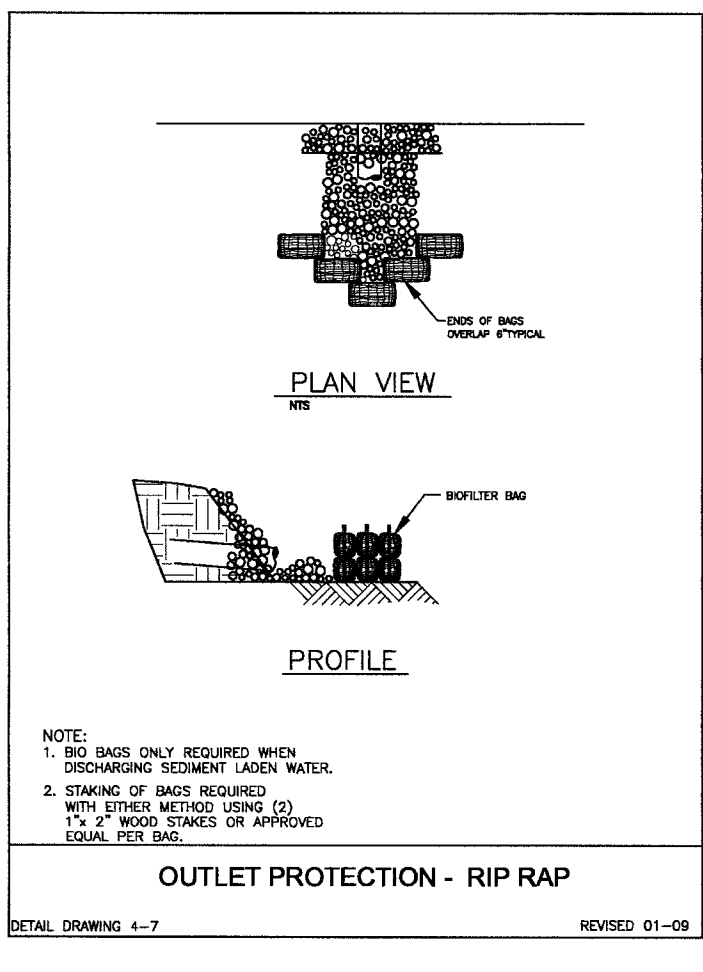 ENDS OF BAGS
OVERLAP 6"TYPICAL
PLAN VIEW
NTS
BIOFILTER BAG
PROFILE
NOTE:
1. BIO BAGS ONLY REQUIRED WHEN
DISCHARGING SEDIMENT LADEN WATER.
2. STAKING OF BAGS REQUIRED
WITH EITHER METHOD USING (2)
1"x 2" WOOD STAKES OR APPROVED
EQUAL PER BAG.
OUTLET PROTECTION - RIP RAP
DETAIL DRAWING 4-7
REVISED 01-09